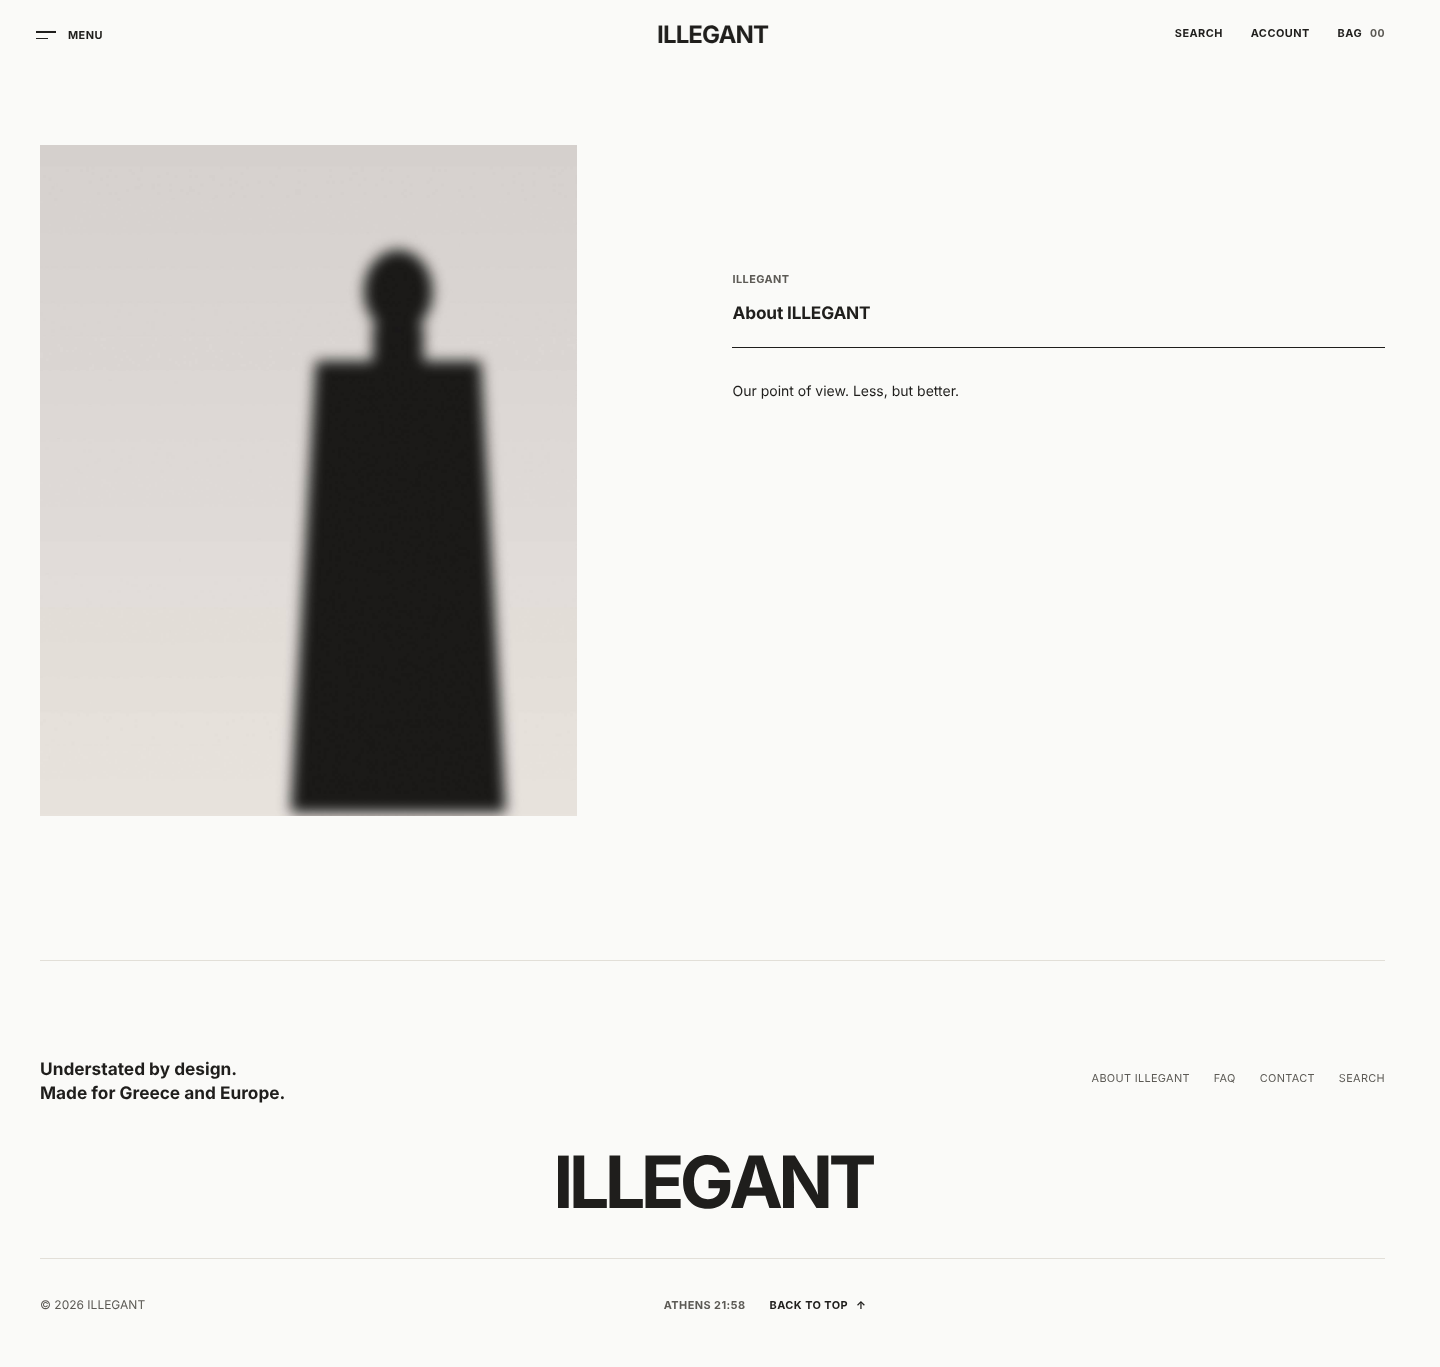 MENU
ILLEGANT
SEARCH ACCOUNT BAG 00
ILLEGANT
About ILLEGANT
Our point of view. Less, but better.
Understated by design.
Made for Greece and Europe.
ABOUT ILLEGANT FAQ CONTACT SEARCH
ILLEGANT
© 2026 ILLEGANT
ATHENS 21:58 BACK TO TOP ↑